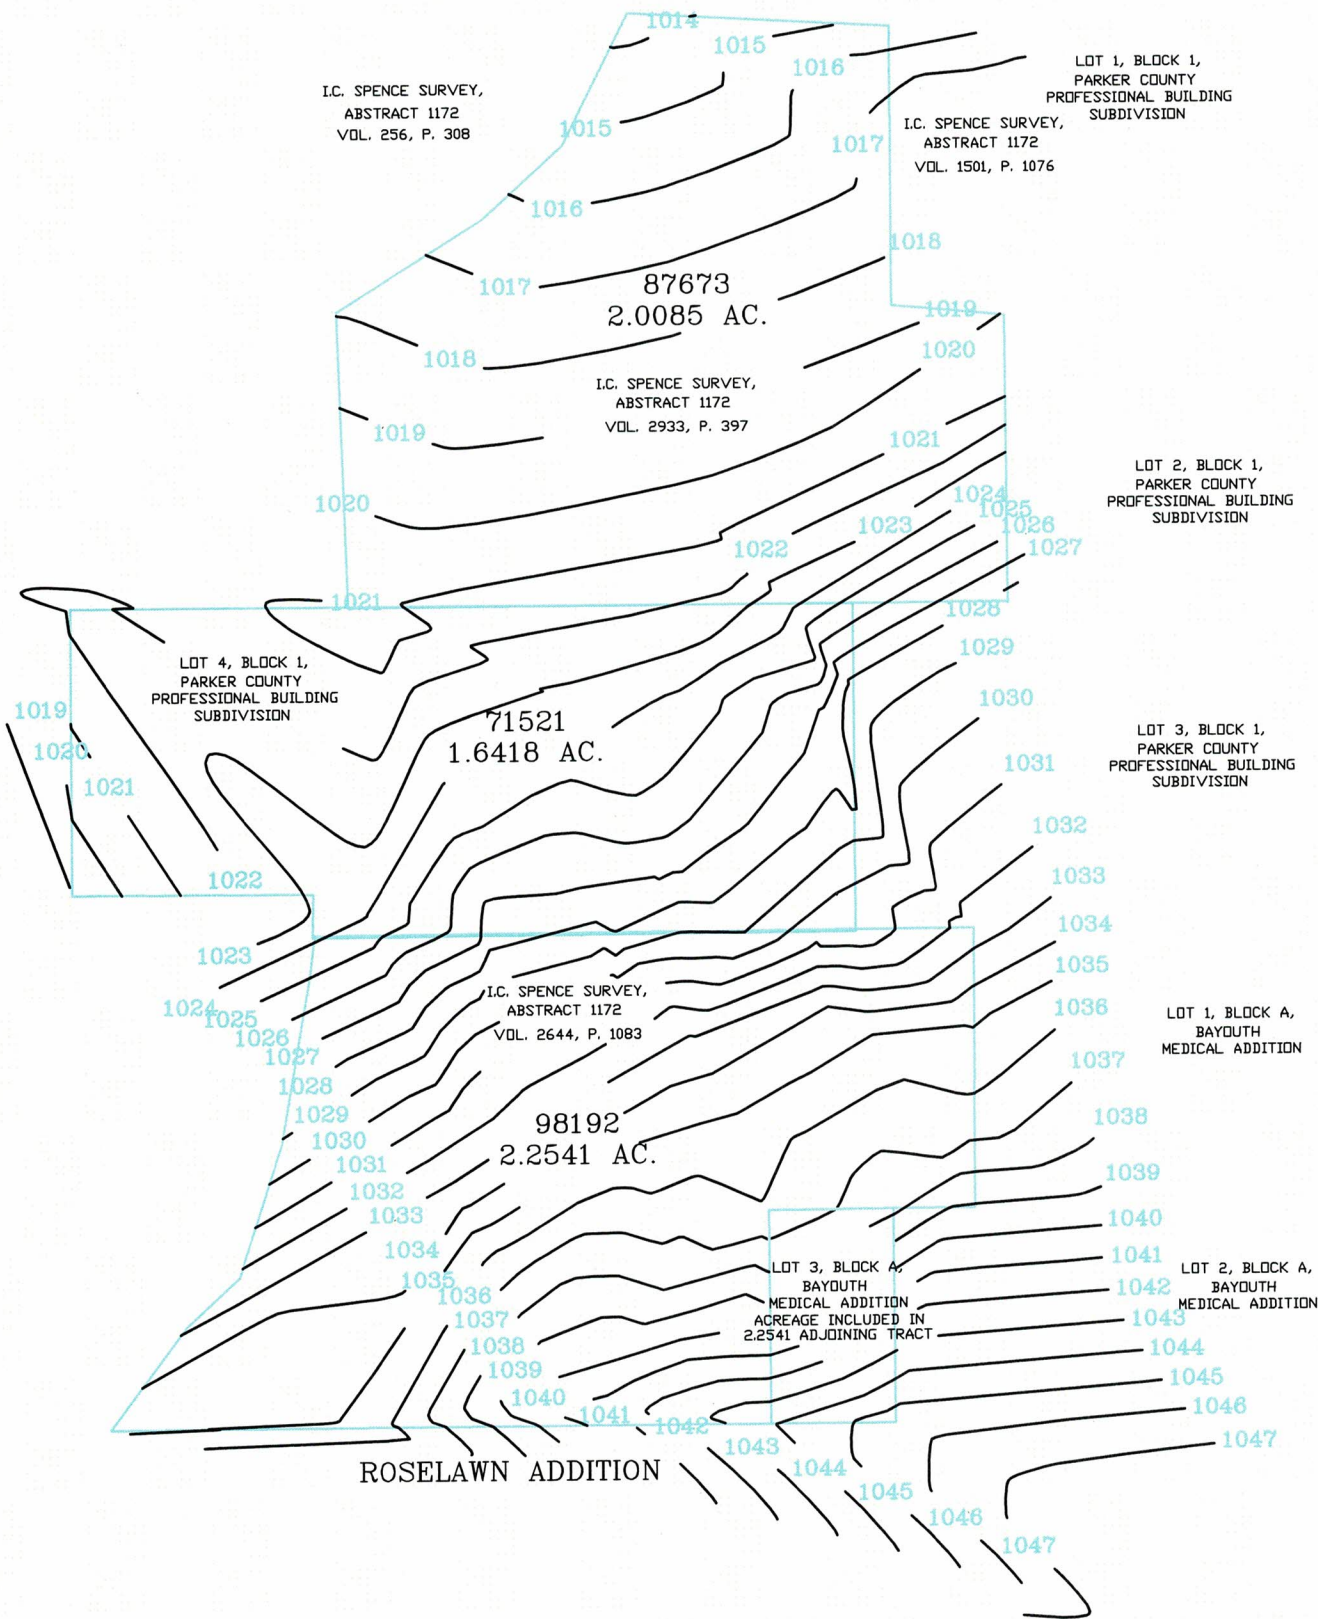 1014
1015
1016
I.C. SPENCE SURVEY,
ABSTRACT 1172
VOL. 256, P. 308
LOT 1, BLOCK 1,
PARKER COUNTY
PROFESSIONAL BUILDING
SUBDIVISION
1015
1017
I.C. SPENCE SURVEY,
ABSTRACT 1172
VOL. 1501, P. 1076
1016
1018
1017
87673
2.0085 AC.
1019
1018
1020
I.C. SPENCE SURVEY,
ABSTRACT 1172
VOL. 2933, P. 397
1019
1021
LOT 2, BLOCK 1,
PARKER COUNTY
PROFESSIONAL BUILDING
SUBDIVISION
1020
1024
1025
1023
1026
1022
1027
1021
1028
1029
LOT 4, BLOCK 1,
PARKER COUNTY
PROFESSIONAL BUILDING
SUBDIVISION
1030
1019
1020
1021
71521
1.6418 AC.
LOT 3, BLOCK 1,
PARKER COUNTY
PROFESSIONAL BUILDING
SUBDIVISION
1031
1032
1022
1033
1034
1023
1035
1024
1025
1026
1027
I.C. SPENCE SURVEY,
ABSTRACT 1172
VOL. 2644, P. 1083
1036
LOT 1, BLOCK A,
BAYOUTH
MEDICAL ADDITION
1037
1028
1029
1030
1031
1032
1033
98192
2.2541 AC.
1038
1039
1040
1034
1035
1036
1037
1038
1039
1040
1041
1042
LOT 3, BLOCK A,
BAYOUTH
MEDICAL ADDITION
ACREAGE INCLUDED IN
2.2541 ADJOINING TRACT
1041
1042
1043
1044
1045
1046
1047
LOT 2, BLOCK A,
BAYOUTH
MEDICAL ADDITION
1043
1044
1045
1046
1047
ROSELAWN ADDITION